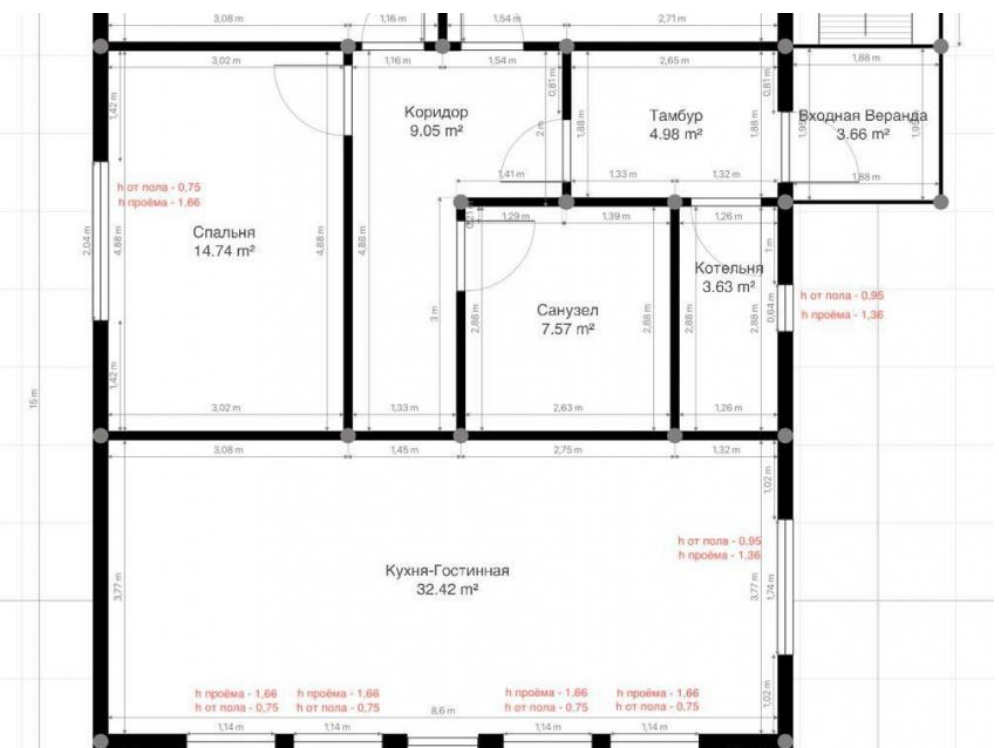 3,08 m
1,16 m
1,54 m
2,71 m
3,02 m
1,16 m
1,54 m
2,65 m
1,88 m
1,42 m
0,81 m
0,81 m
Коридор
9.05 m²
Тамбур
4.98 m²
Входная Веранда
3.66 m²
2 m
1,88 m
1,88 m
1,95 m
1,95 m
1,41 m
1,33 m
1,32 m
1,88 m
h от пола - 0,75
h проёма - 1,66
0,21 m
1,29 m
1,39 m
1,26 m
Спальня
14.74 m²
2,04 m
4,88 m
4,88 m
4,88 m
1 m
Котельня
3.63 m²
h от пола - 0,95
h проёма - 1,36
0,64 m
Санузел
7.57 m²
3 m
2,88 m
2,88 m
2,88 m
2,88 m
1,42 m
15 m
3,02 m
1,33 m
2,63 m
1,26 m
3,08 m
1,45 m
2,75 m
1,32 m
1,02 m
h от пола - 0,95
h проёма - 1,36
Кухня-Гостинная
32.42 m²
3,77 m
3,77 m
1,74 m
1,02 m
h проёма - 1,66
h проёма - 1,66
h проёма - 1,66
h проёма - 1,66
h от пола - 0,75
h от пола - 0,75
h от пола - 0,75
h от пола - 0,75
8,6 m
1,14 m
1,14 m
1,14 m
1,14 m